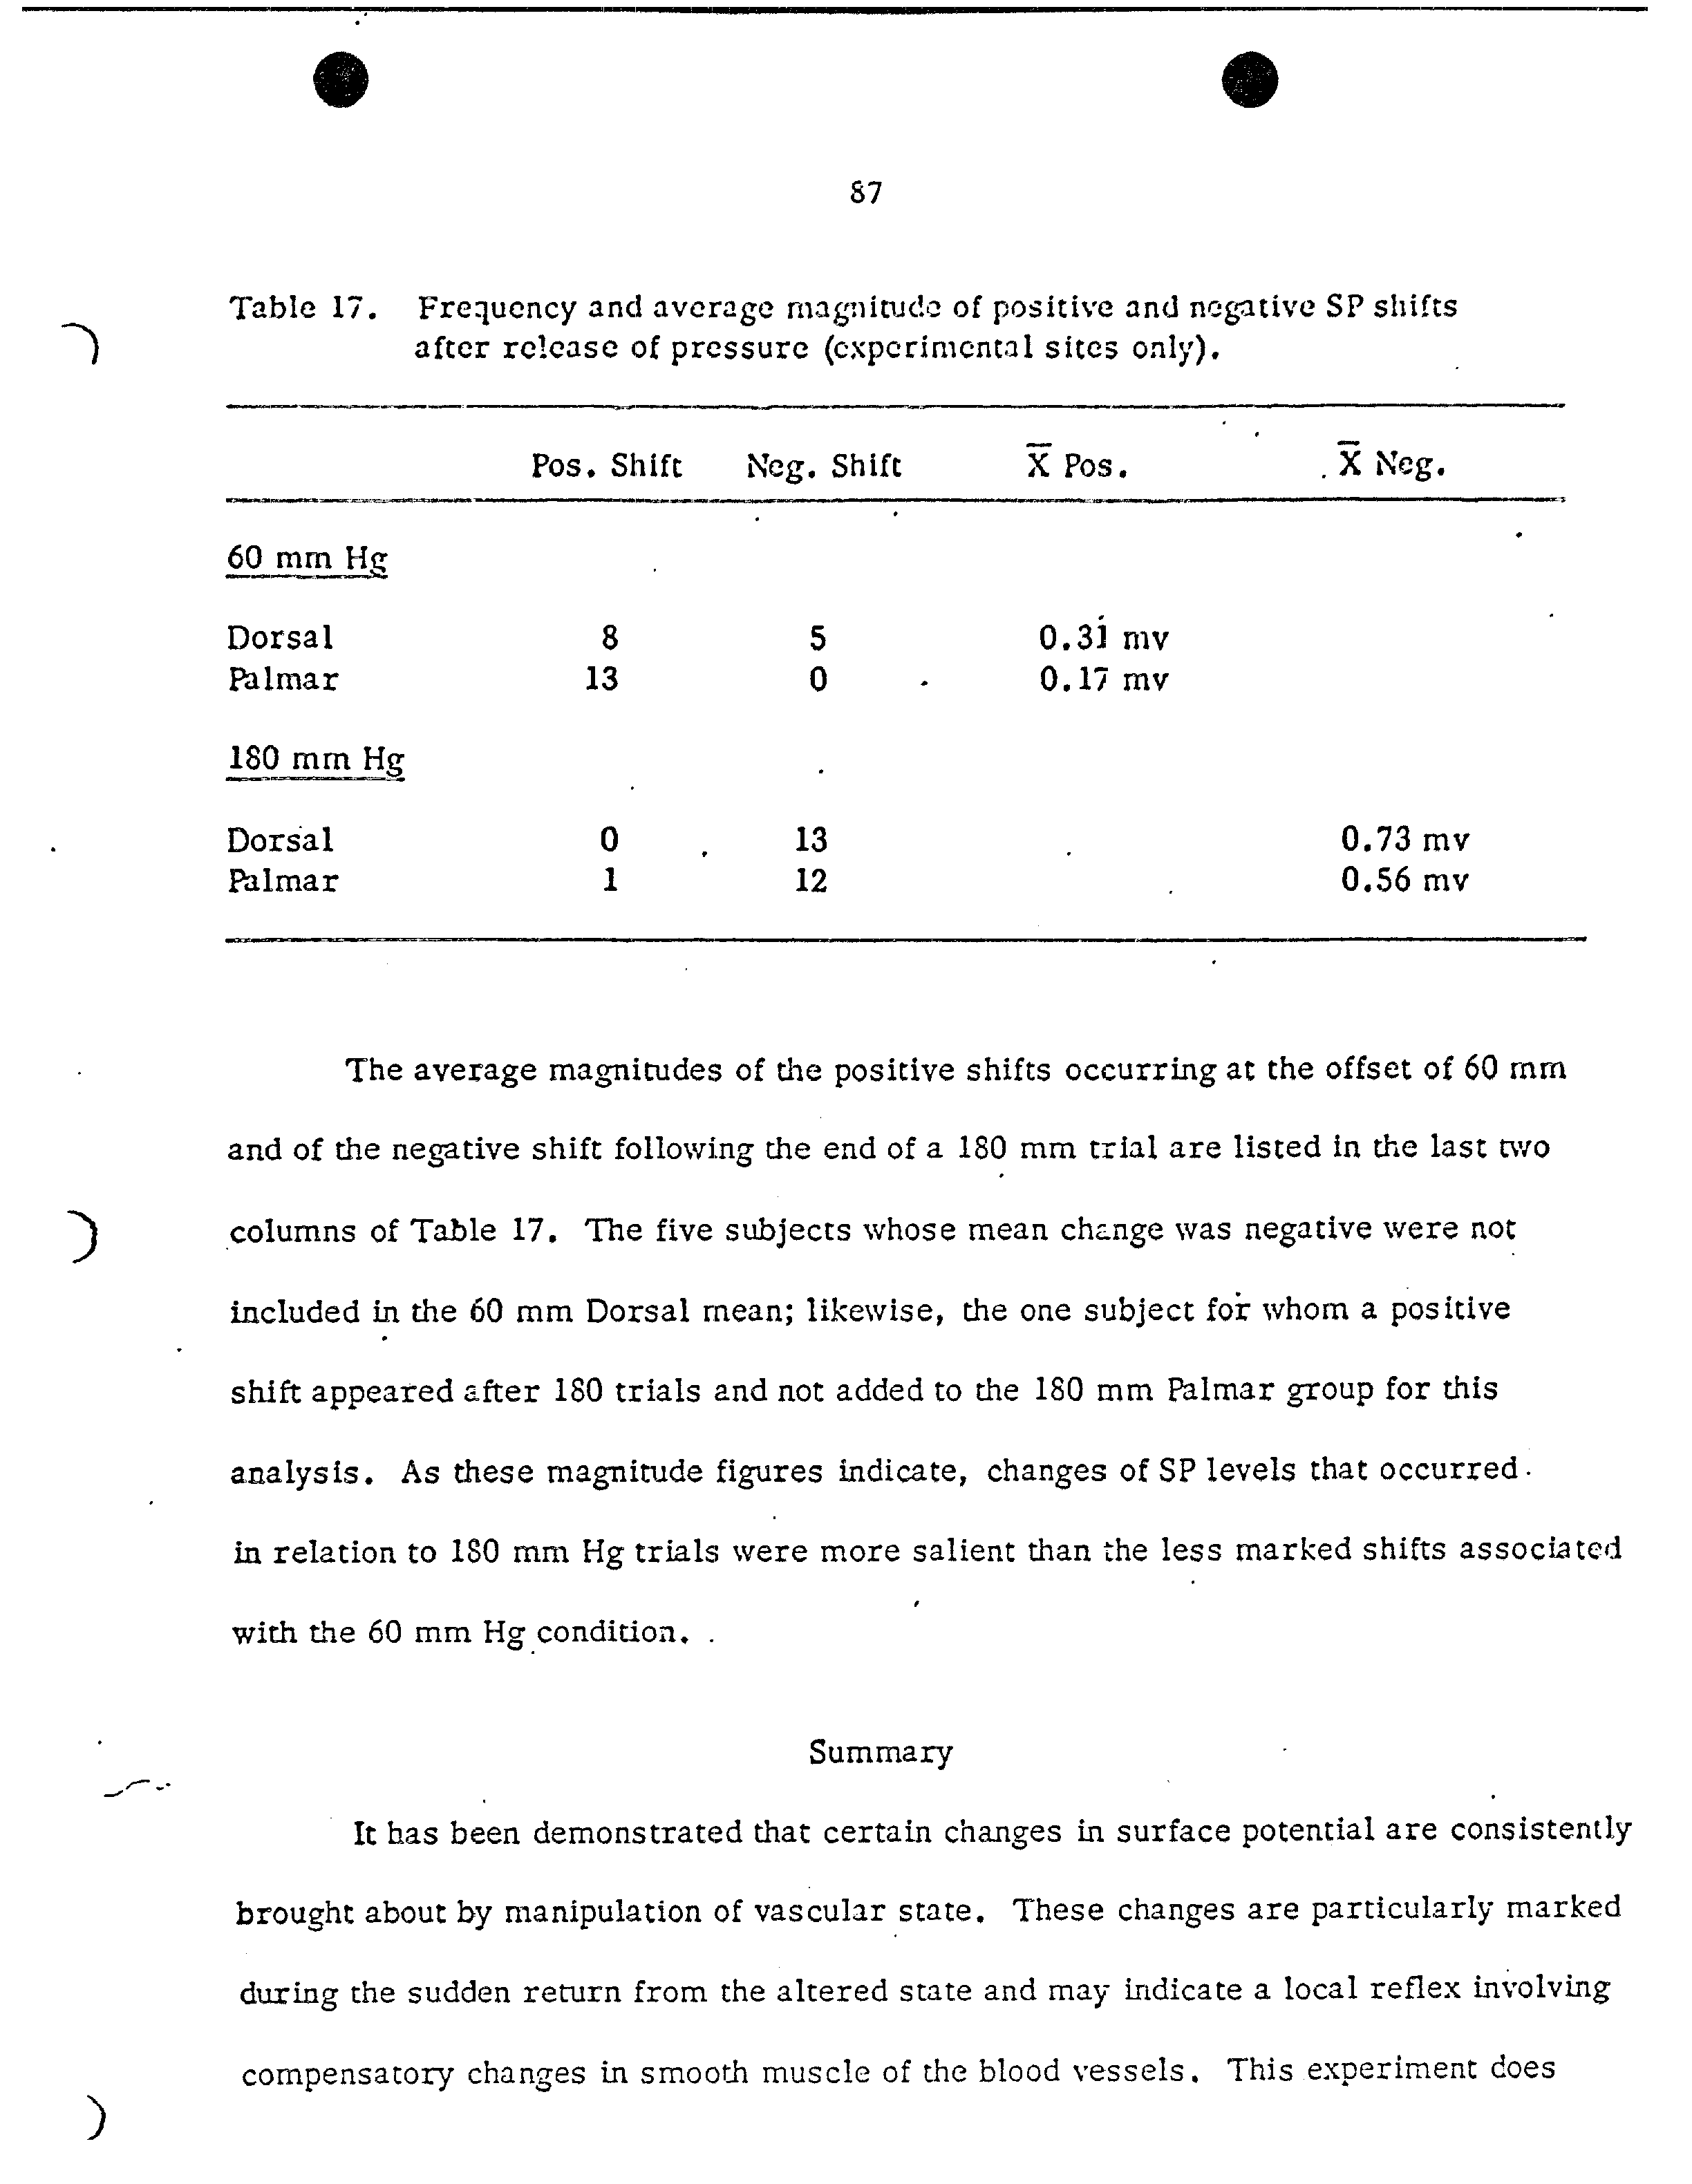 87
Table 17. Frequency and average magnitude of positive and negative SP shifts
after release of pressure (experimental sites only).
Pos. Shift Neg. Shift X̅ Pos. X̅ Neg.
60 mm Hg
Dorsal 8 5 0.31 mv
Palmar 13 0 0.17 mv
180 mm Hg
Dorsal 0 13 0.73 mv
Palmar 1 12 0.56 mv
The average magnitudes of the positive shifts occurring at the offset of 60 mm
and of the negative shift following the end of a 180 mm trial are listed in the last two
columns of Table 17. The five subjects whose mean change was negative were not
included in the 60 mm Dorsal mean; likewise, the one subject for whom a positive
shift appeared after 180 trials and not added to the 180 mm Palmar group for this
analysis. As these magnitude figures indicate, changes of SP levels that occurred
in relation to 180 mm Hg trials were more salient than the less marked shifts associated
with the 60 mm Hg condition.
Summary
It has been demonstrated that certain changes in surface potential are consistently
brought about by manipulation of vascular state. These changes are particularly marked
during the sudden return from the altered state and may indicate a local reflex involving
compensatory changes in smooth muscle of the blood vessels. This experiment does